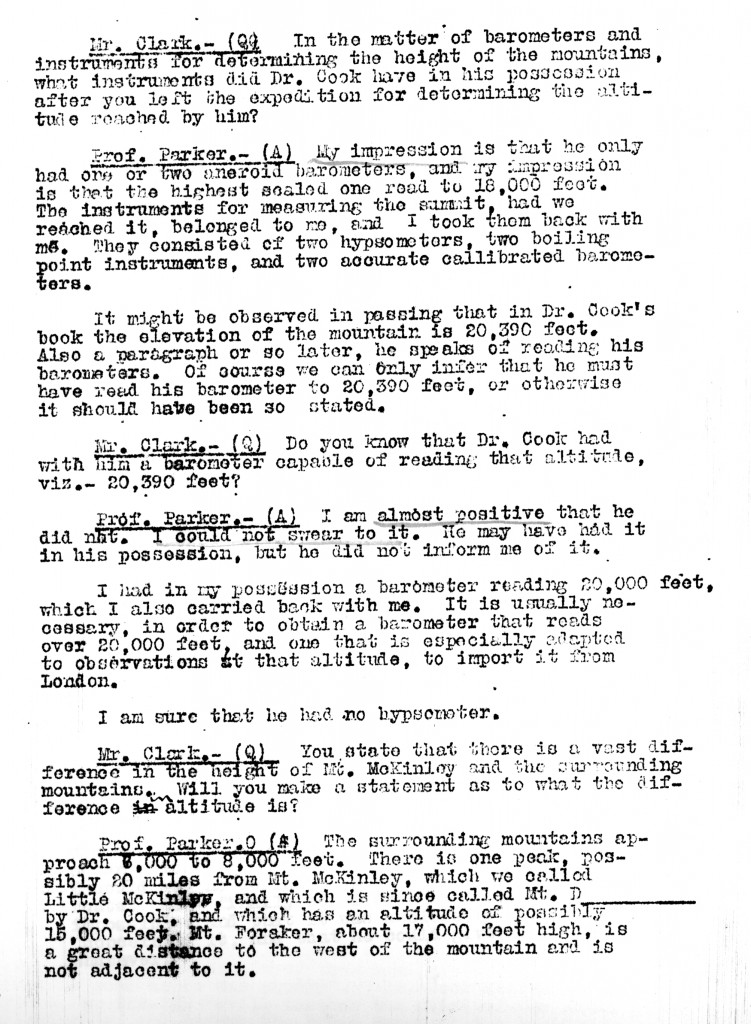 Mr. Clark.- (Q) In the matter of barometers and
instruments for determining the height of the mountains,
what instruments did Dr. Cook have in his possession
after you left the expedition for determining the alti-
tude reached by him?
Prof. Parker.- (A) My impression is that he only
had one or two aneroid barometers, and my impression
is that the highest scaled one read to 18,000 feet.
The instruments for measuring the summit, had we
reached it, belonged to me, and I took them back with
me. They consisted of two hypsometers, two boiling
point instruments, and two accurate callibrated barome-
ters.
It might be observed in passing that in Dr. Cook's
book the elevation of the mountain is 20,390 feet.
Also a paragraph or so later, he speaks of reading his
barometers. Of course we can only infer that he must
have read his barometer to 20,390 feet, or otherwise
it should have been so stated.
Mr. Clark.- (Q) Do you know that Dr. Cook had
with him a barometer capable of reading that altitude,
viz.- 20,390 feet?
Prof. Parker.- (A) I am almost positive that he
did not. I could not swear to it. He may have had it
in his possession, but he did not inform me of it.
I had in my possession a barometer reading 20,000 feet,
which I also carried back with me. It is usually ne-
cessary, in order to obtain a barometer that reads
over 20,000 feet, and one that is especially adapted
to observations at that altitude, to import it from
London.
I am sure that he had no hypsometer.
Mr. Clark.- (Q) You state that there is a vast dif-
ference in the height of Mt. McKinley and the surrounding
mountains. Will you make a statement as to what the dif-
ference in altitude is?
Prof. Parker.O (A) The surrounding mountains ap-
proach 6,000 to 8,000 feet. There is one peak, pos-
sibly 20 miles from Mt. McKinley, which we called
Little McKinley, and which is since called Mt. D
by Dr. Cook, and which has an altitude of possibly
15,000 feet. Mt. Foraker, about 17,000 feet high, is
a great distance to the west of the mountain and is
not adjacent to it.